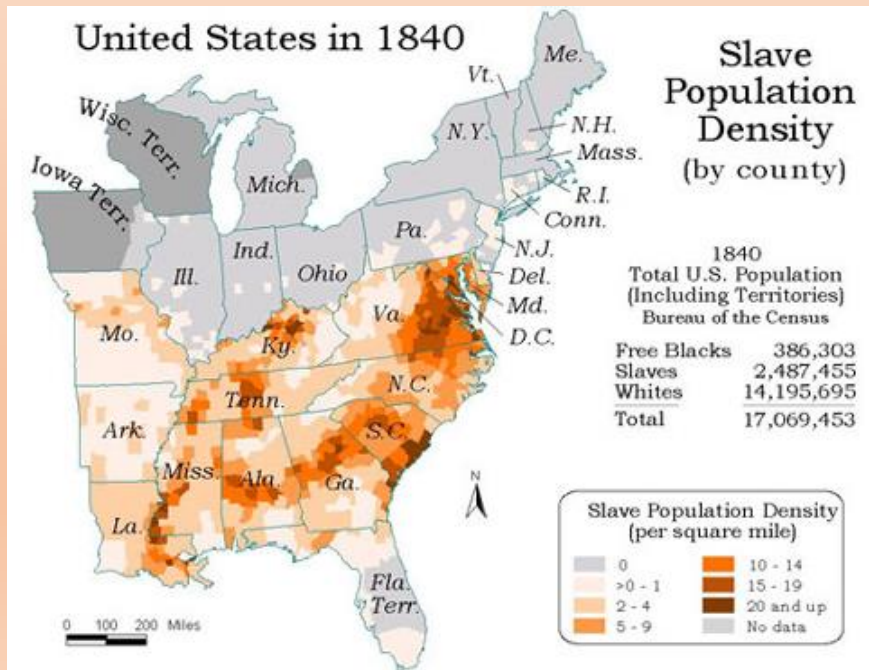 United States in 1840
Slave
Population
Density
(by county)
Me.
Vt.
N.Y.
N.H.
Mass.
R.I.
Conn.
Wisc. Terr.
Iowa Terr.
Mich.
Pa.
N.J.
Ill.
Ind.
Ohio
Del.
Md.
D.C.
Mo.
Ky.
Va.
N.C.
Tenn.
Ark.
S.C.
Miss.
Ala.
Ga.
La.
Fla.
Terr.
N
0 100 200 Miles
1840
Total U.S. Population
(Including Territories)
Bureau of the Census
Free Blacks 386,303
Slaves 2,487,455
Whites 14,195,695
Total 17,069,453
Slave Population Density
(per square mile)
0
>0 - 1
2 - 4
5 - 9
10 - 14
15 - 19
20 and up
No data